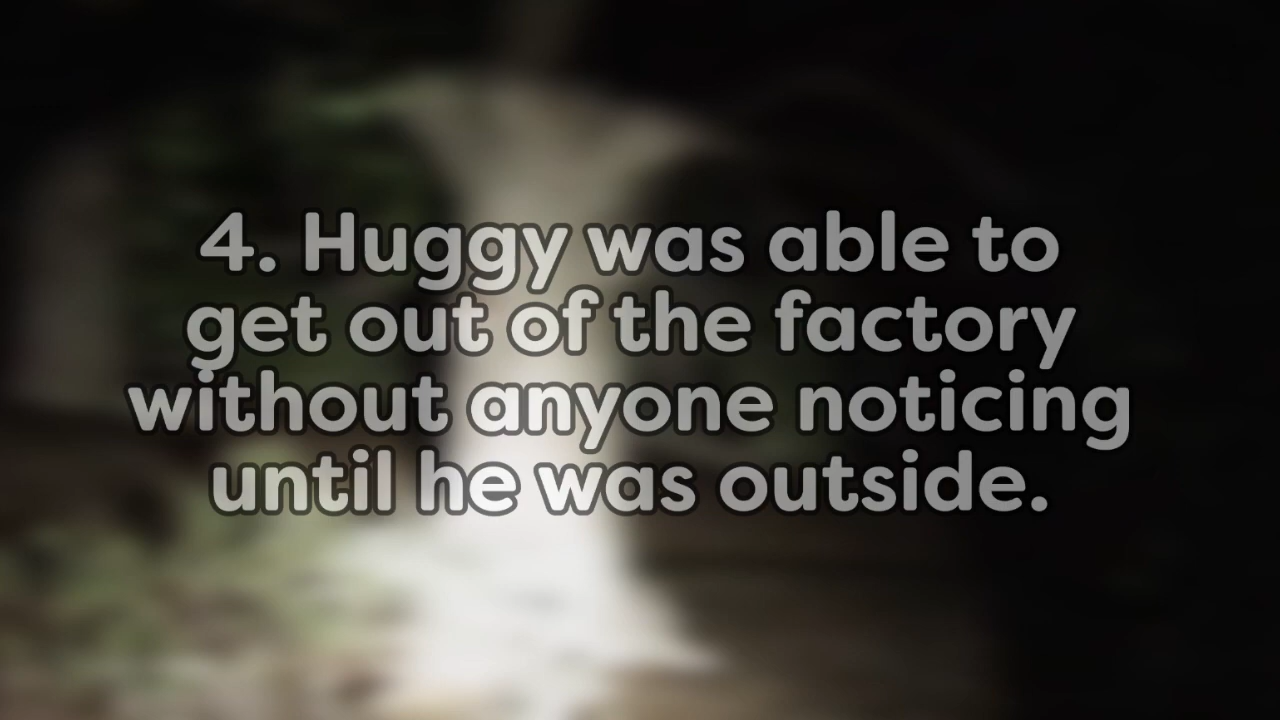 4. Huggy was able to
get out of the factory
without anyone noticing
until he was outside.